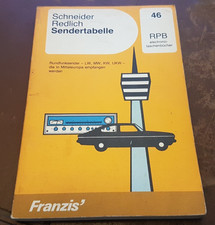 Schneider
Redlich
Sendertabelle
46
RPB
electronic-
taschenbücher
Rundfunksender – LW, MW, KW, UKW –
die in Mitteleuropa empfangen
werden
Franzis'